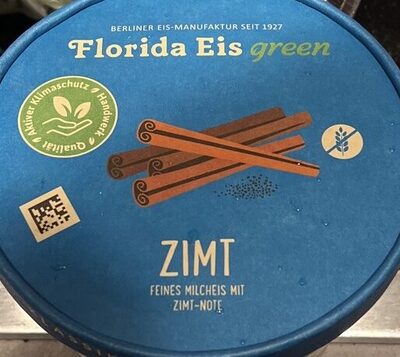 BERLINER EIS-MANUFAKTUR SEIT 1927
Florida Eis green
Aktiver Klimaschutz • Handwerk • Qualität •
ZIMT
FEINES MILCHEIS MIT
ZIMT-NOTE